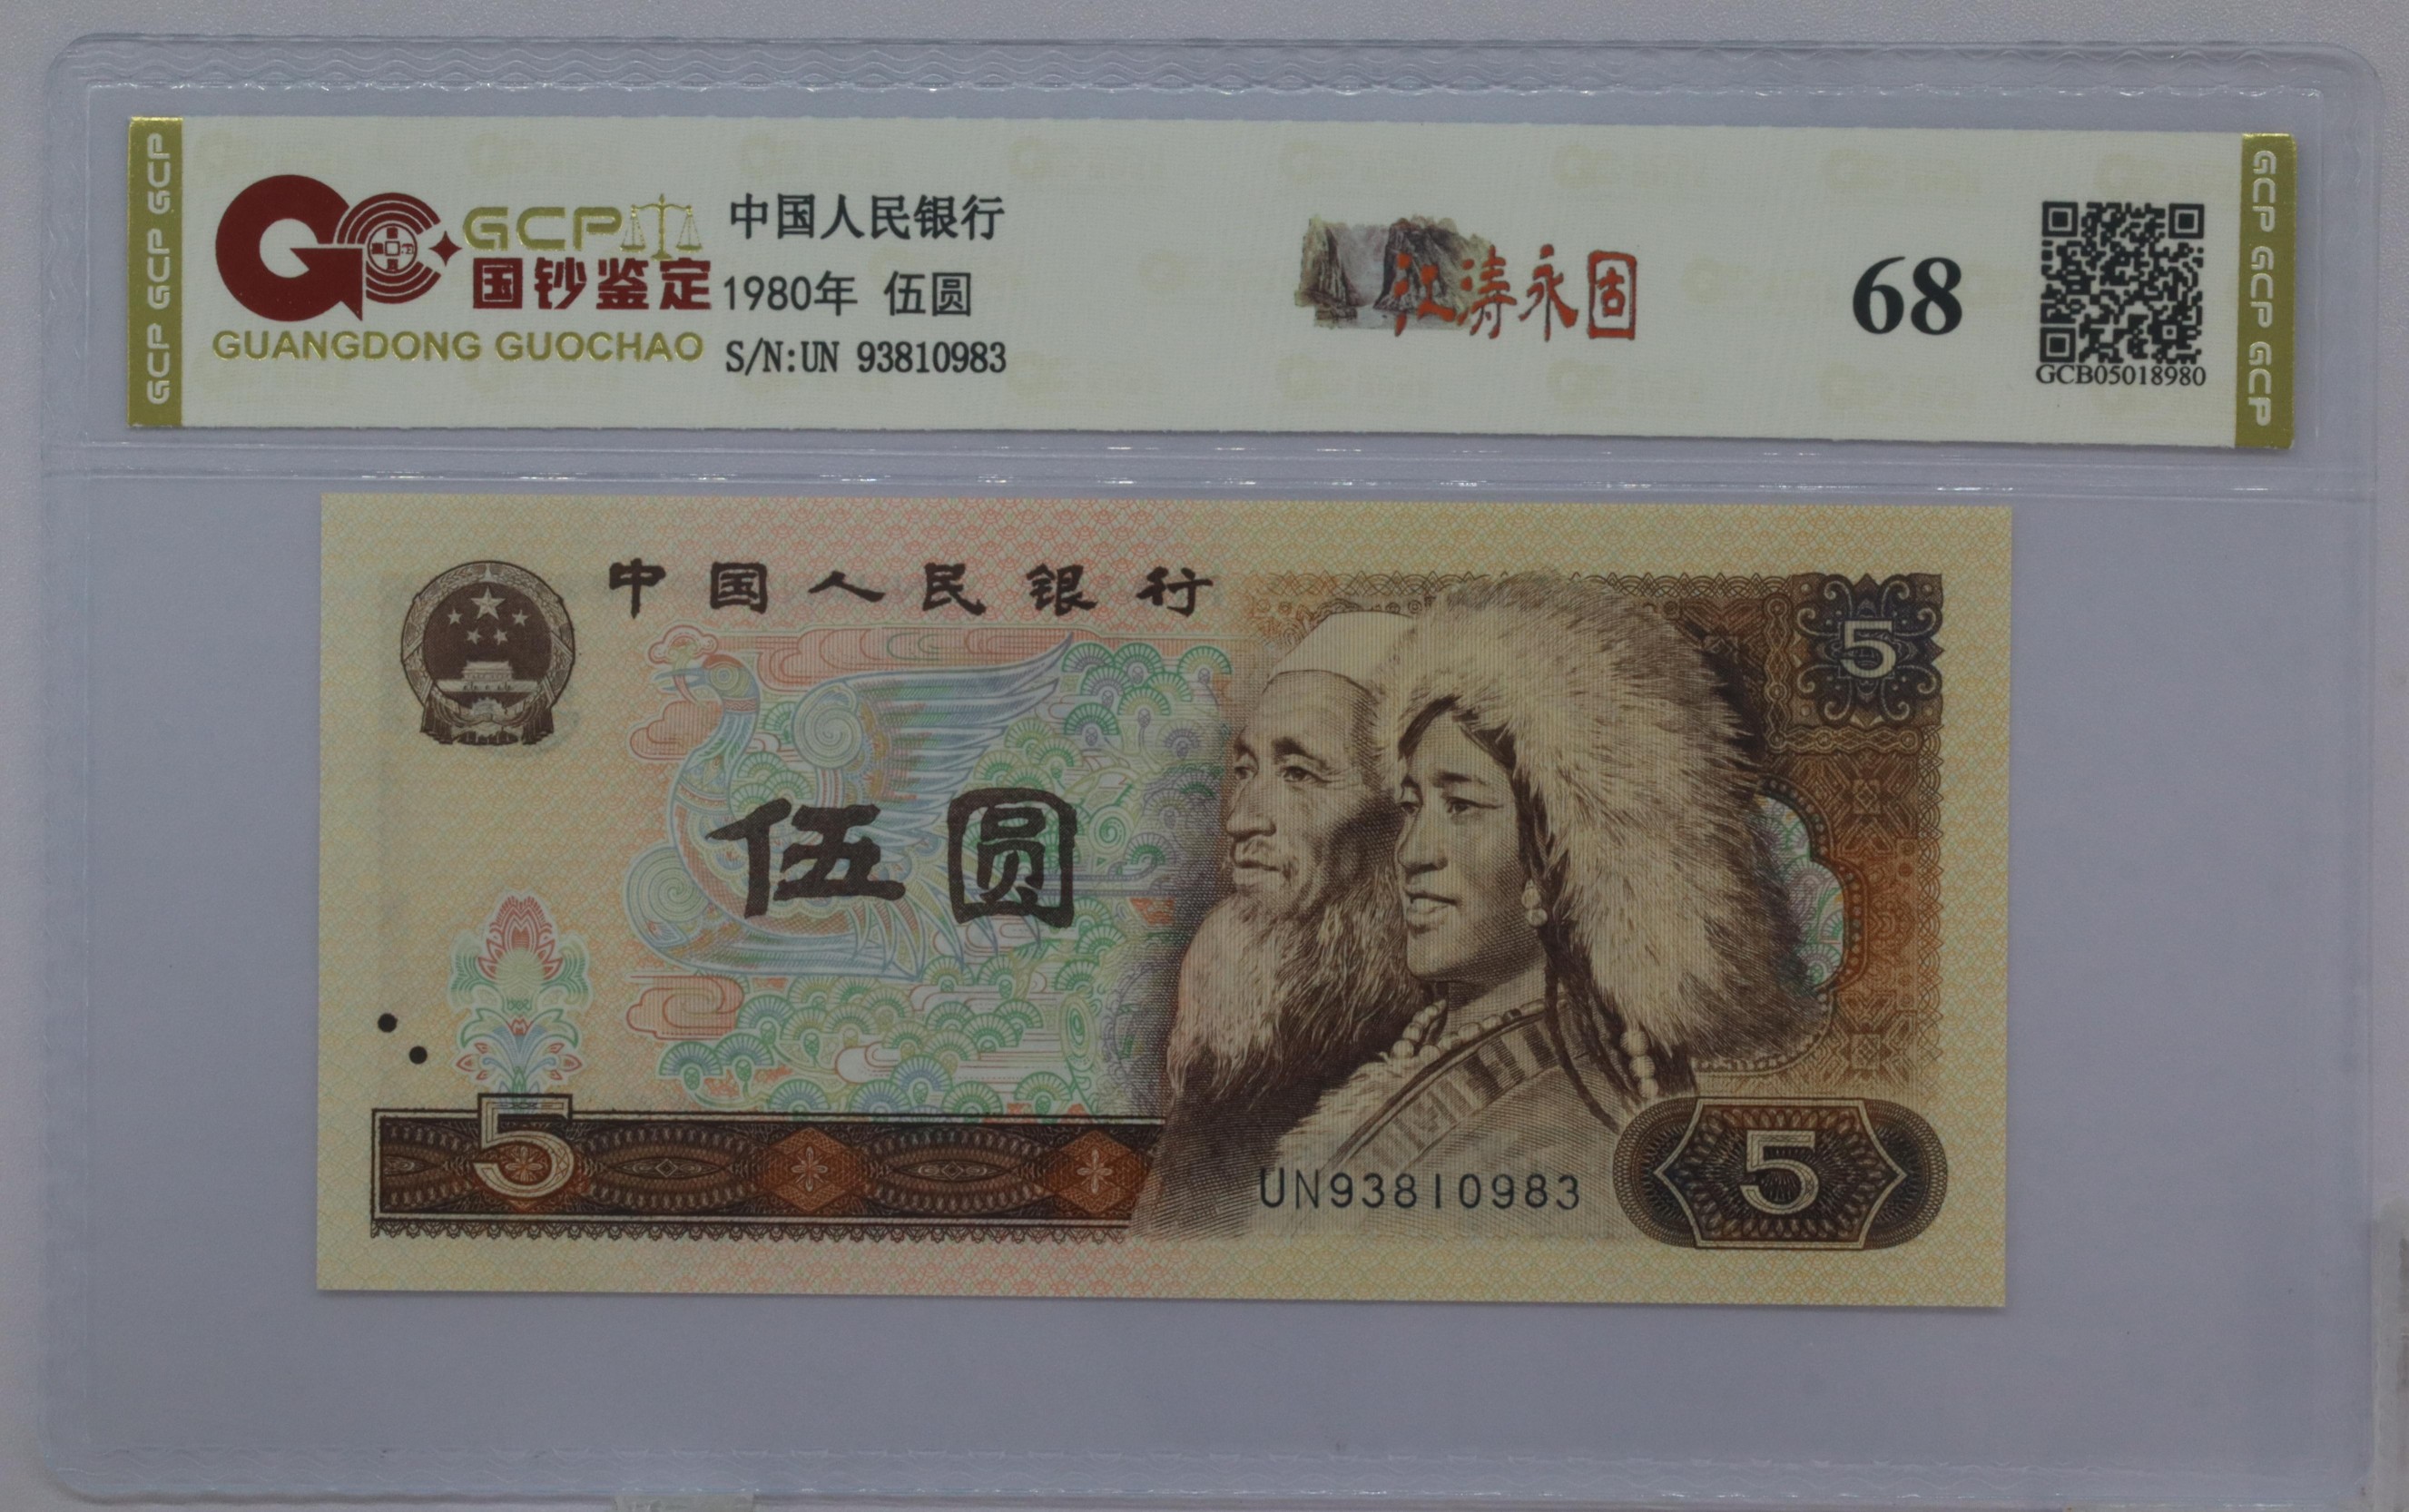 GCP GCP GCP
GCP
国钞鉴定
GUANGDONG GUOCHAO
中国人民银行
1980年 伍圆
S/N:UN 93810983
江涛永固
68
GCB05018980
GCP GCP GCP
中国人民银行
5
伍圆
5
UN93810983
5